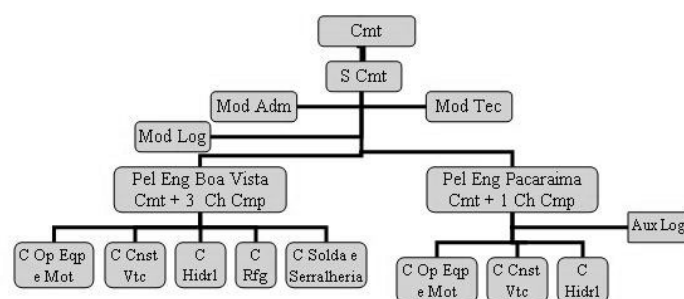 Cmt
S Cmt
Mod Adm
Mod Tec
Mod Log
Pel Eng Boa Vista
Cmt + 3 Ch Cmp
Pel Eng Pacaraima
Cmt + 1 Ch Cmp
Aux Log
C Op Eqp
e Mot
C Cnst
Vtc
C
Hidrl
C
Rfg
C Solda e
Serralheria
C Op Eqp
e Mot
C Cnst
Vtc
C
Hidrl